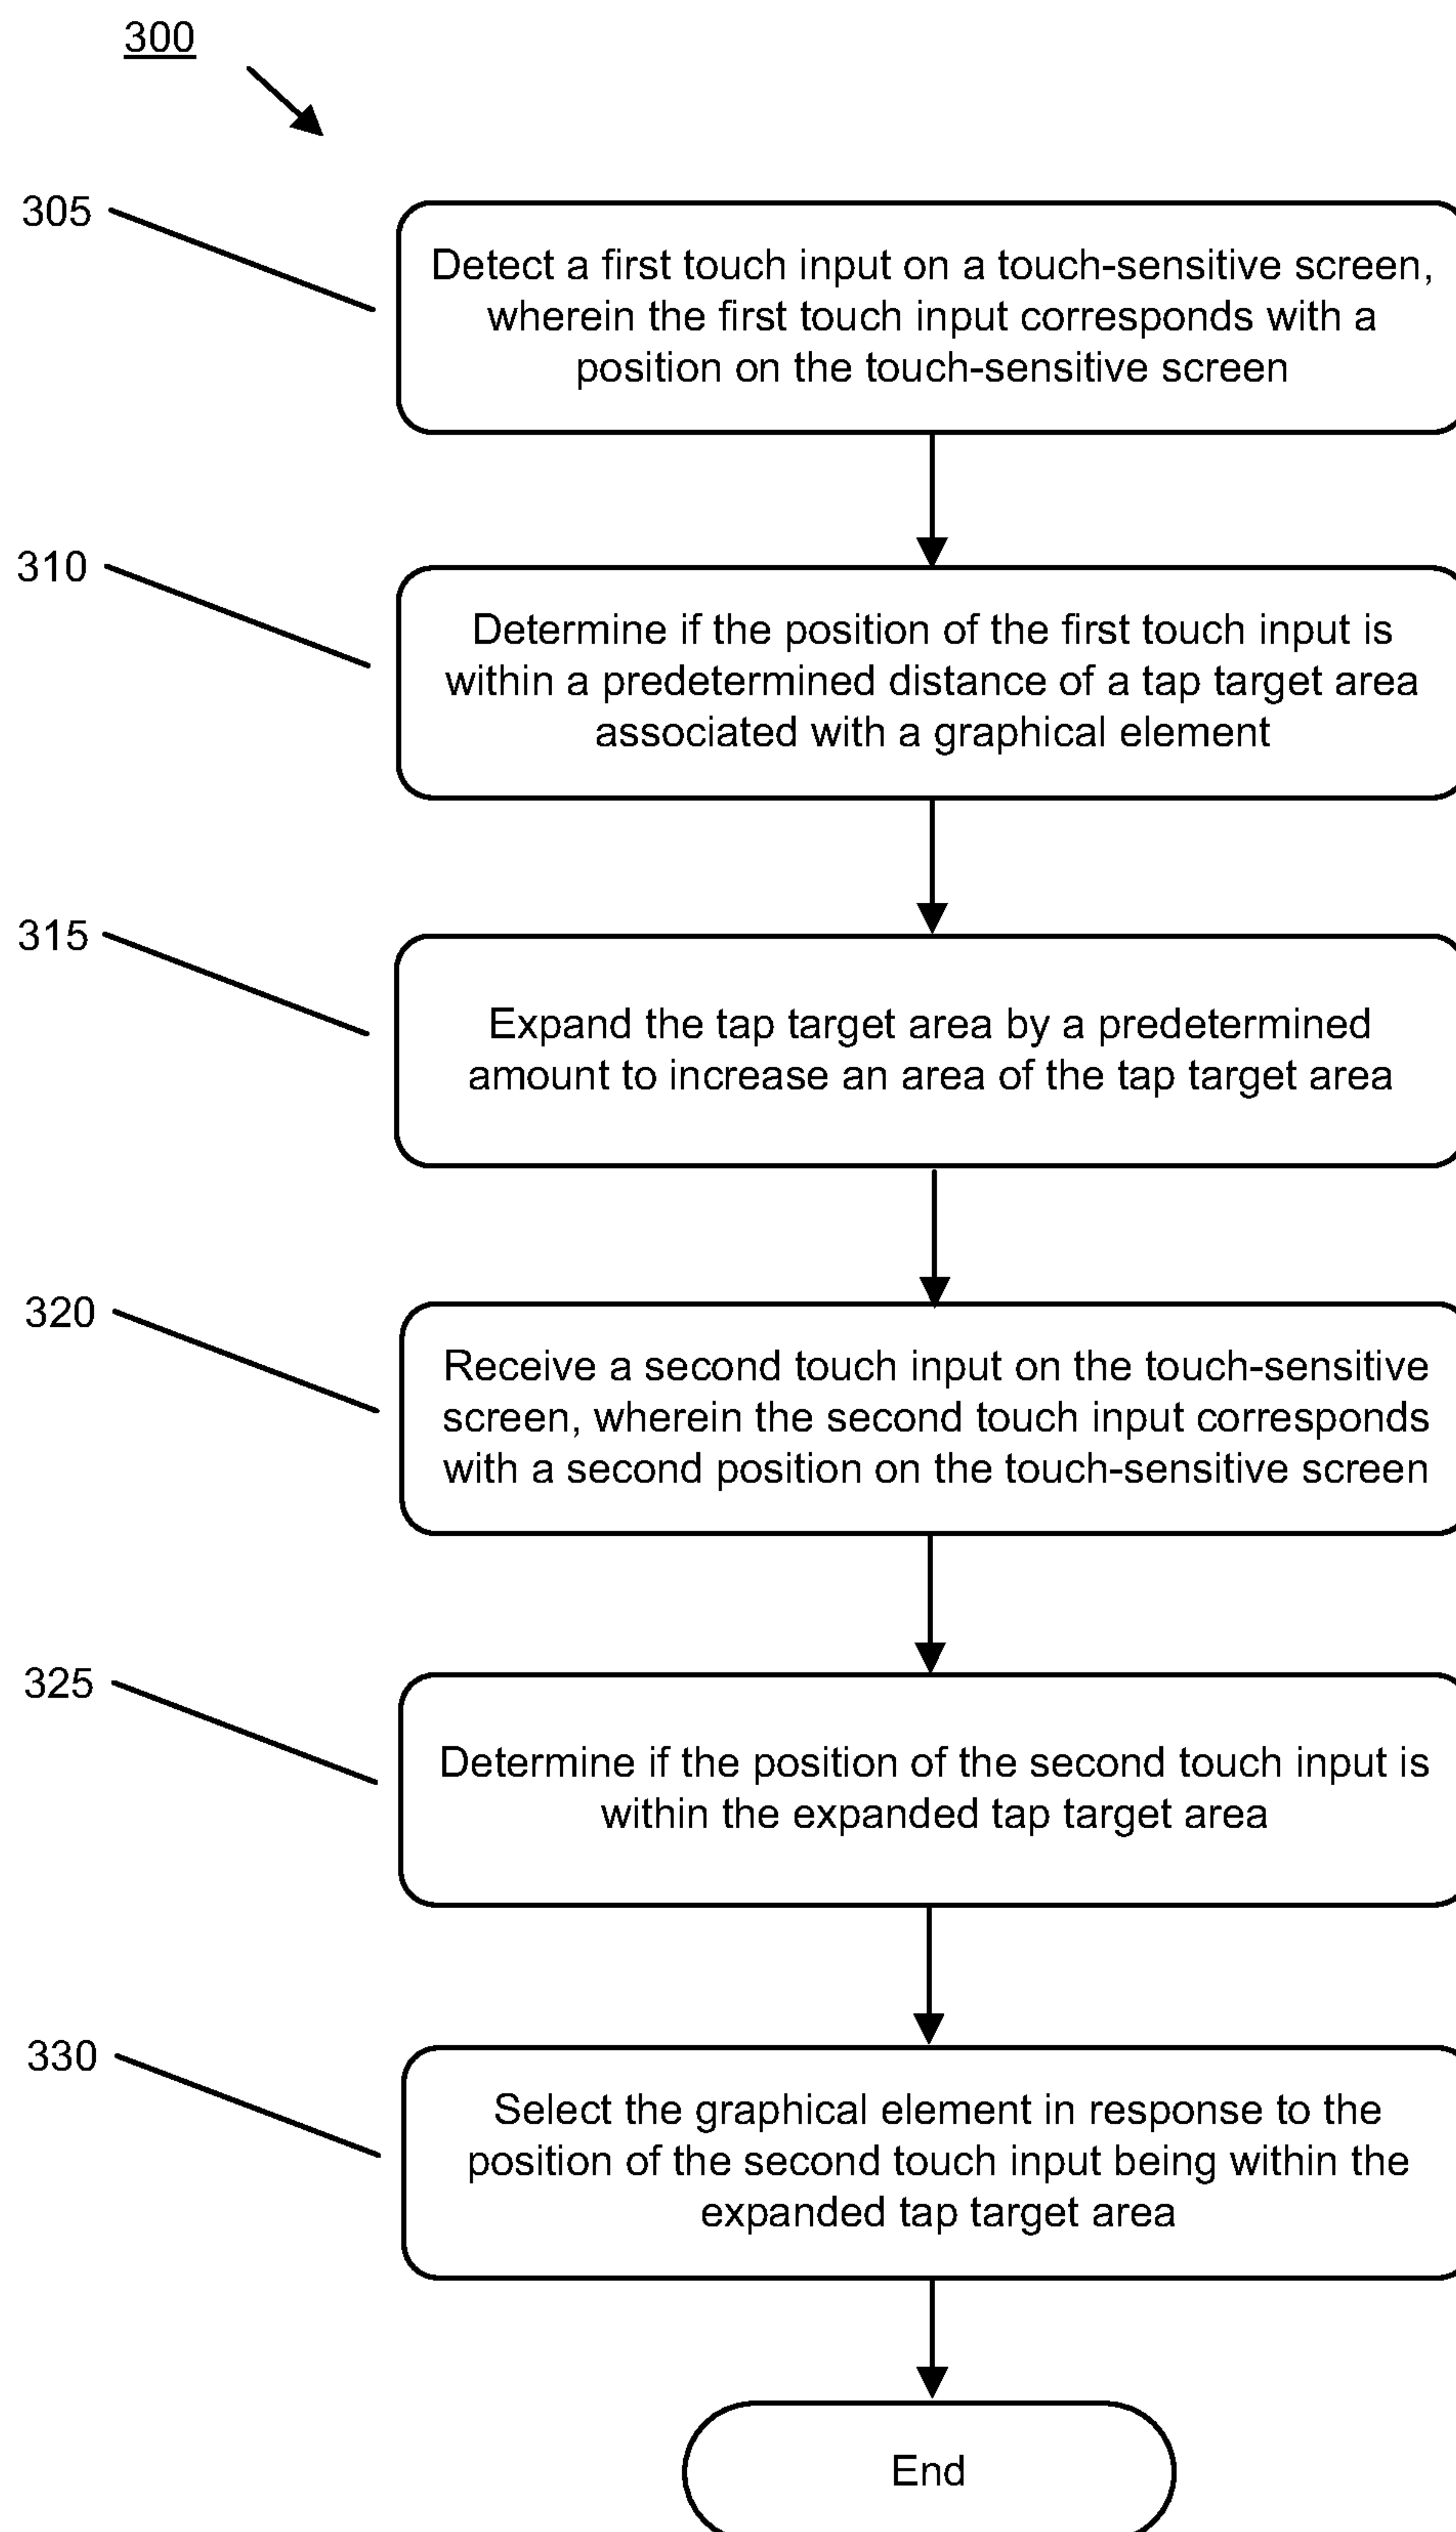 300
305
Detect a first touch input on a touch-sensitive screen,
wherein the first touch input corresponds with a
position on the touch-sensitive screen
310
Determine if the position of the first touch input is
within a predetermined distance of a tap target area
associated with a graphical element
315
Expand the tap target area by a predetermined
amount to increase an area of the tap target area
320
Receive a second touch input on the touch-sensitive
screen, wherein the second touch input corresponds
with a second position on the touch-sensitive screen
325
Determine if the position of the second touch input is
within the expanded tap target area
330
Select the graphical element in response to the
position of the second touch input being within the
expanded tap target area
End